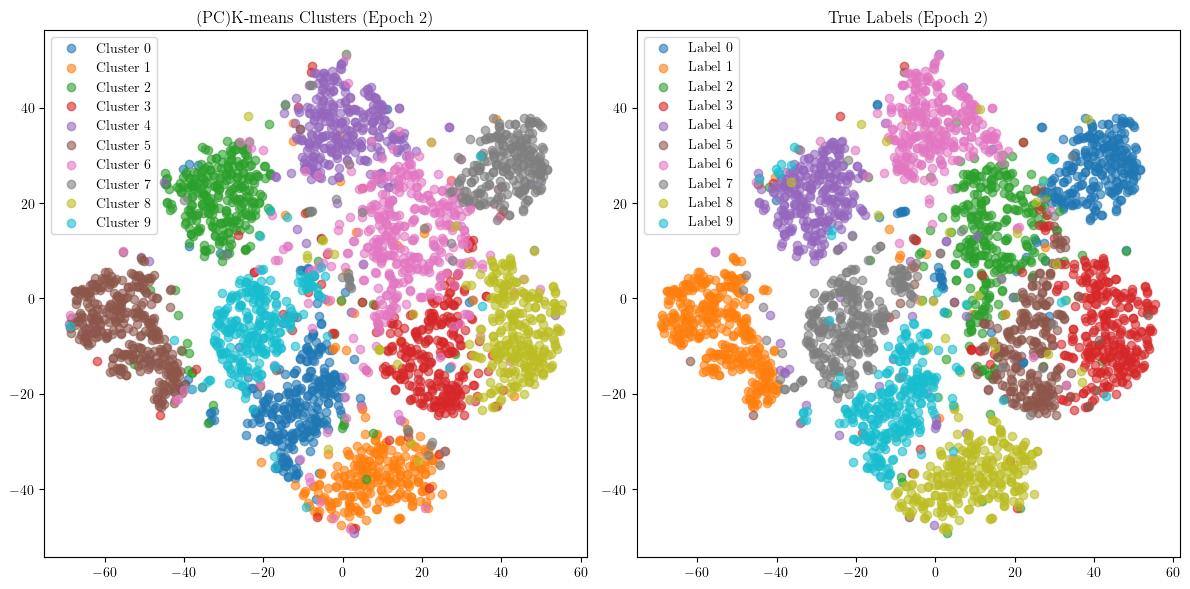 (PC)K-means Clusters (Epoch 2)
Cluster 0
Cluster 1
Cluster 2
Cluster 3
Cluster 4
Cluster 5
Cluster 6
Cluster 7
Cluster 8
Cluster 9
40
20
0
−20
−40
−60
−40
−20
0
20
40
60
True Labels (Epoch 2)
Label 0
Label 1
Label 2
Label 3
Label 4
Label 5
Label 6
Label 7
Label 8
Label 9
40
20
0
−20
−40
−60
−40
−20
0
20
40
60